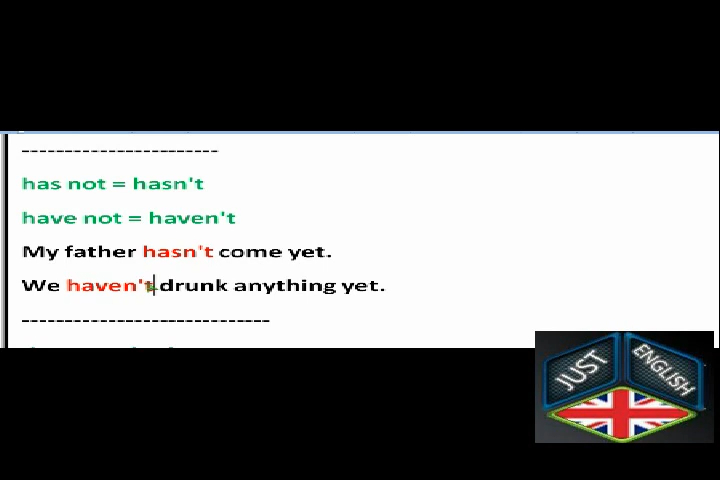 -----------------------
has not = hasn't
have not = haven't
My father hasn't come yet.
We haven't drunk anything yet.
----------------------------
JUST
ENGLISH